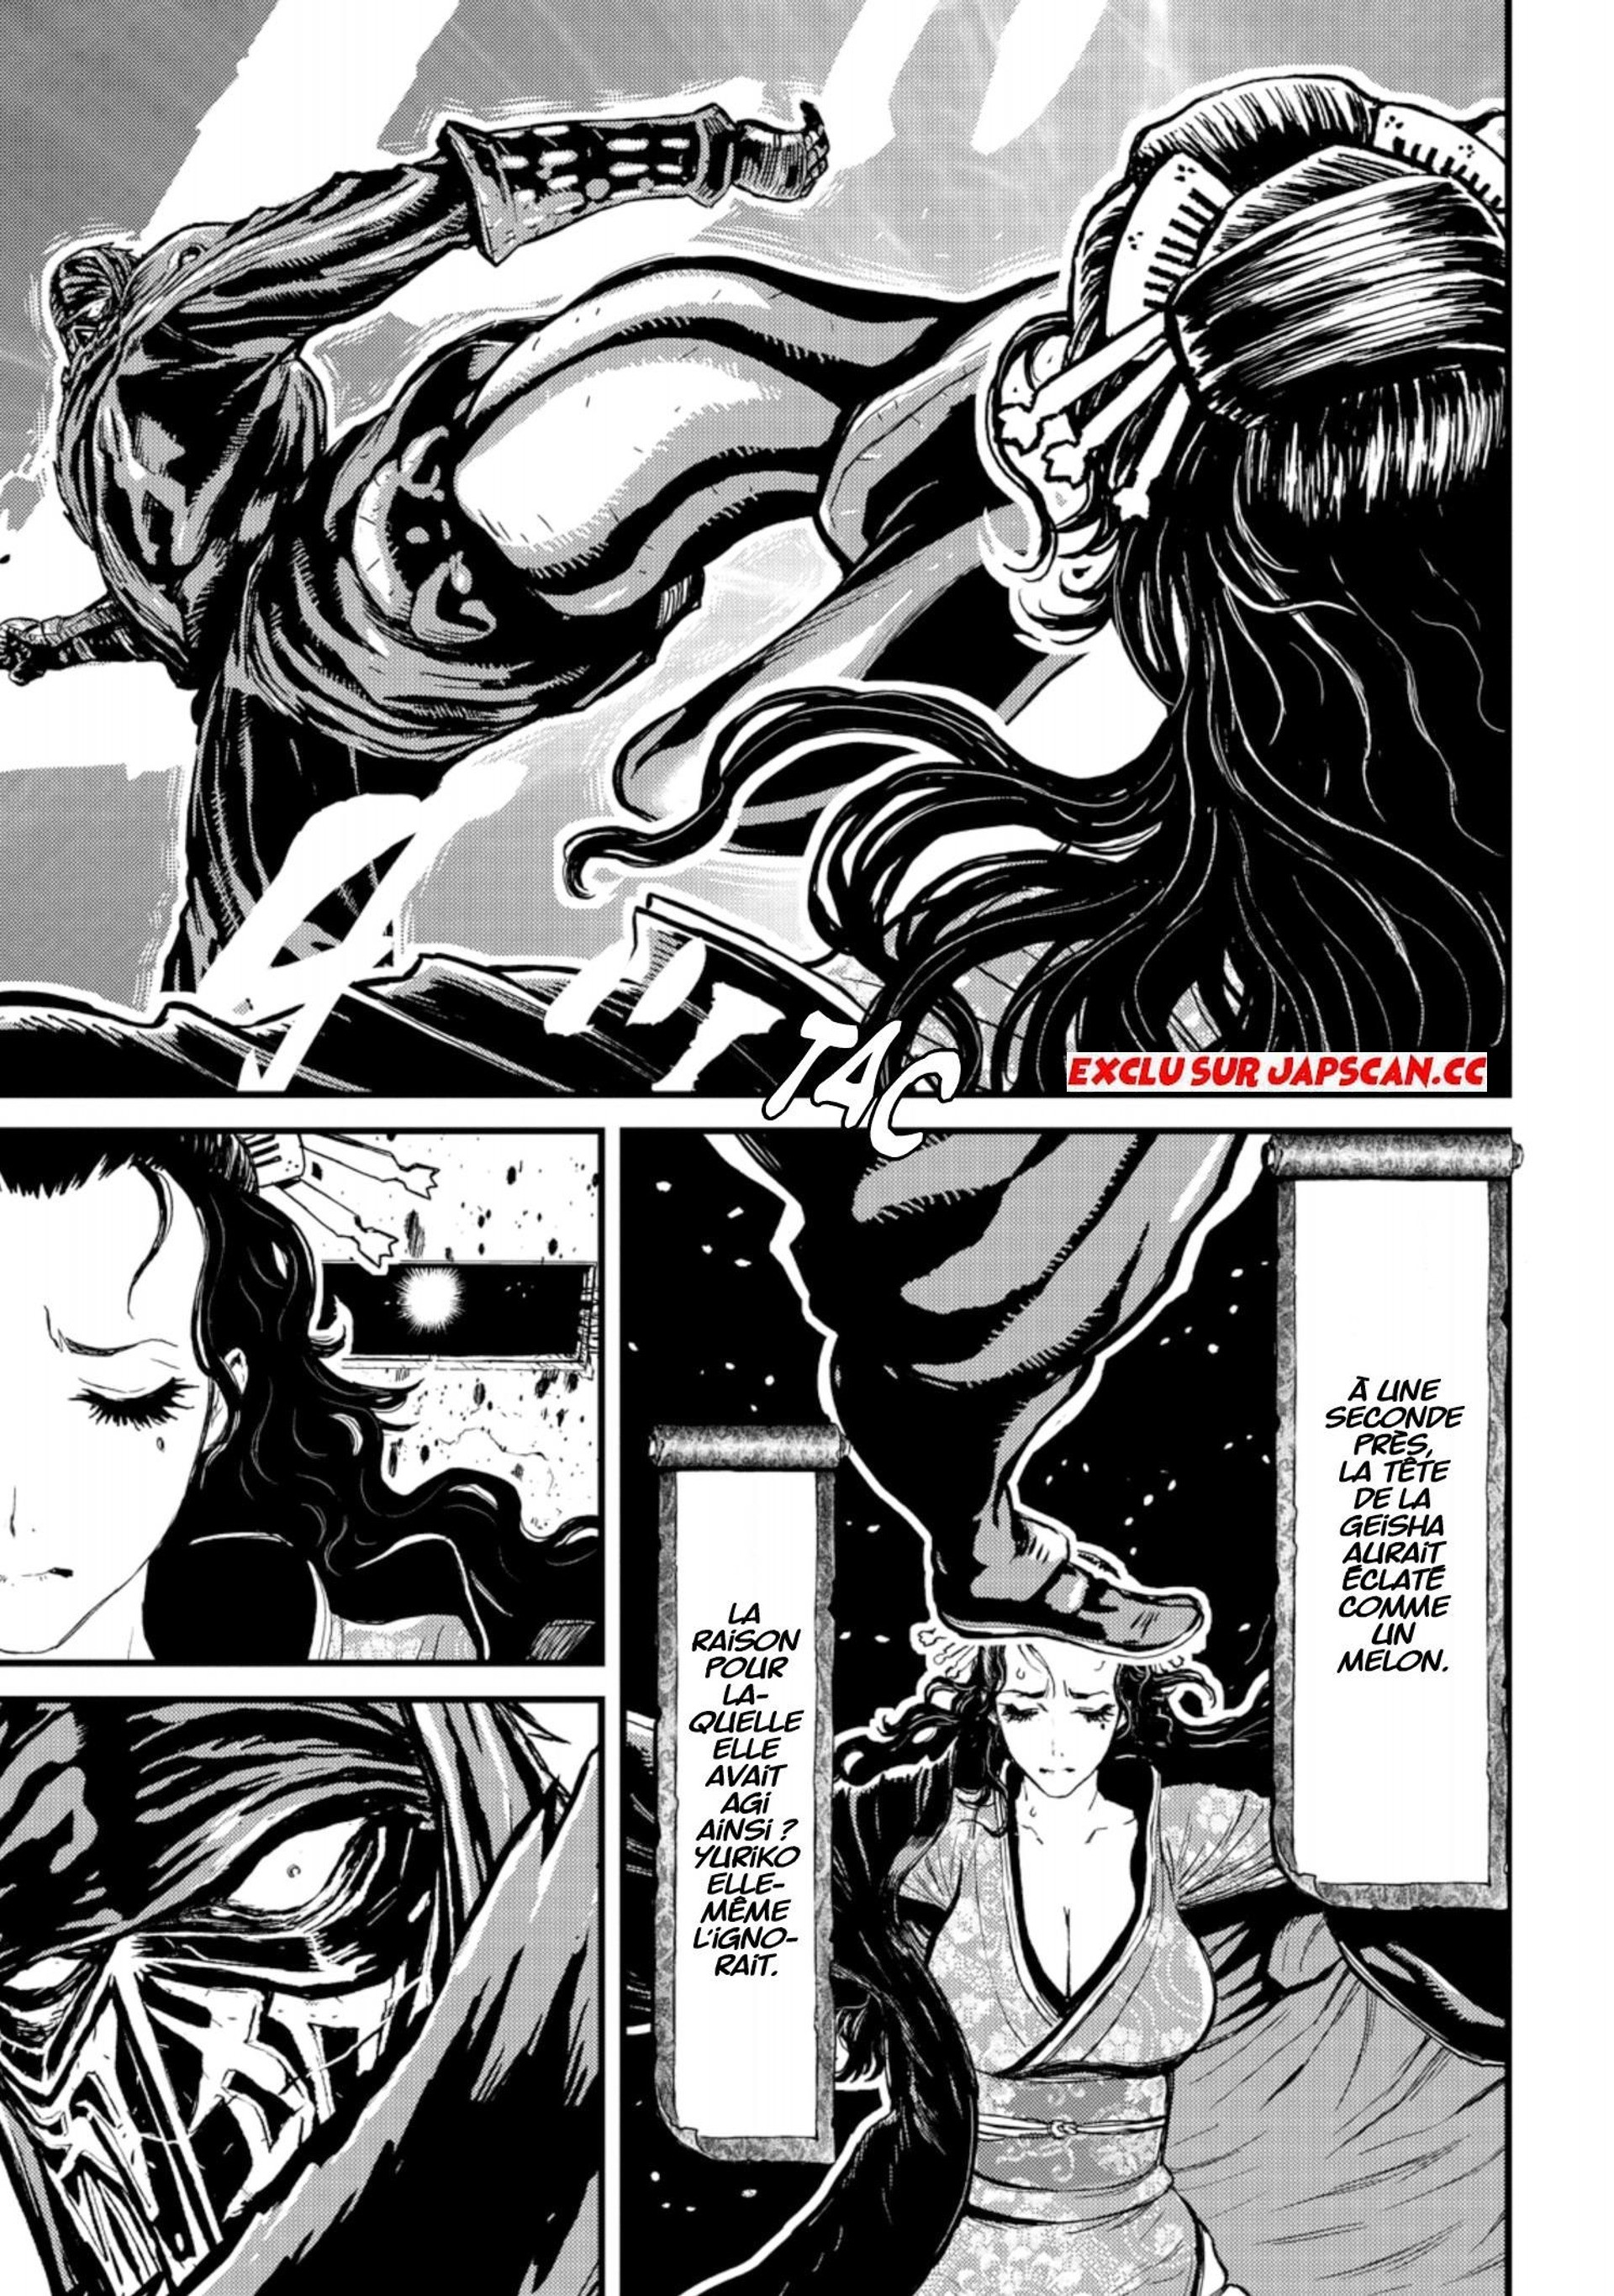 TAC
EXCLU SUR JAPSCAN.CC
À UNE
SECONDE
PRÈS,
LA TÊTE
DE LA
GEISHA
AURAIT
ÉCLATÉ
COMME
UN
MELON.
LA
RAISON
POUR
LA-
QUELLE
ELLE
AVAIT
AGI
AINSI ?
YURIKO
ELLE-
MÊME
L'IGNO-
RAIT.